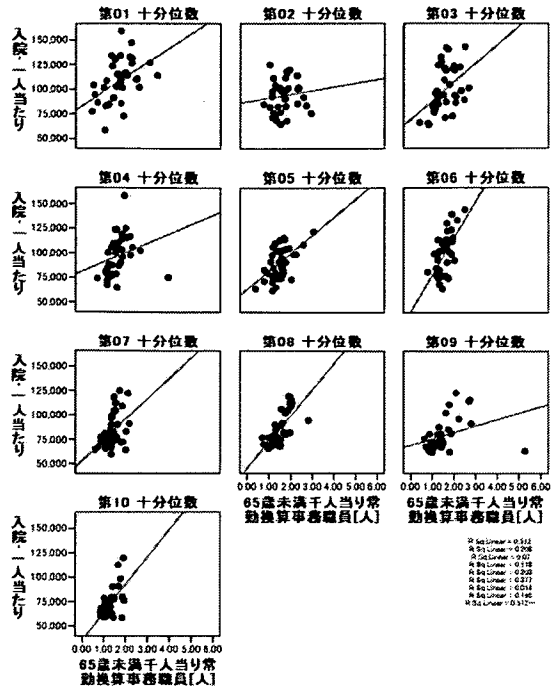 第01 十分位数
第02 十分位数
第03 十分位数
入院・一人当たり
150,000
125,000
100,000
75,000
50,000
第04 十分位数
第05 十分位数
第06 十分位数
入院・一人当たり
150,000
125,000
100,000
75,000
50,000
第07 十分位数
第08 十分位数
第09 十分位数
入院・一人当たり
150,000
125,000
100,000
75,000
50,000
0.00 1.00 2.00 3.00 4.00 5.00 6.00
0.00 1.00 2.00 3.00 4.00 5.00 6.00
65歳未満千人当り常
勤換算事務職員[人]
65歳未満千人当り常
勤換算事務職員[人]
第10 十分位数
入院・一人当たり
150,000
125,000
100,000
75,000
50,000
0.00 1.00 2.00 3.00 4.00 5.00 6.00
65歳未満千人当り常
勤換算事務職員[人]